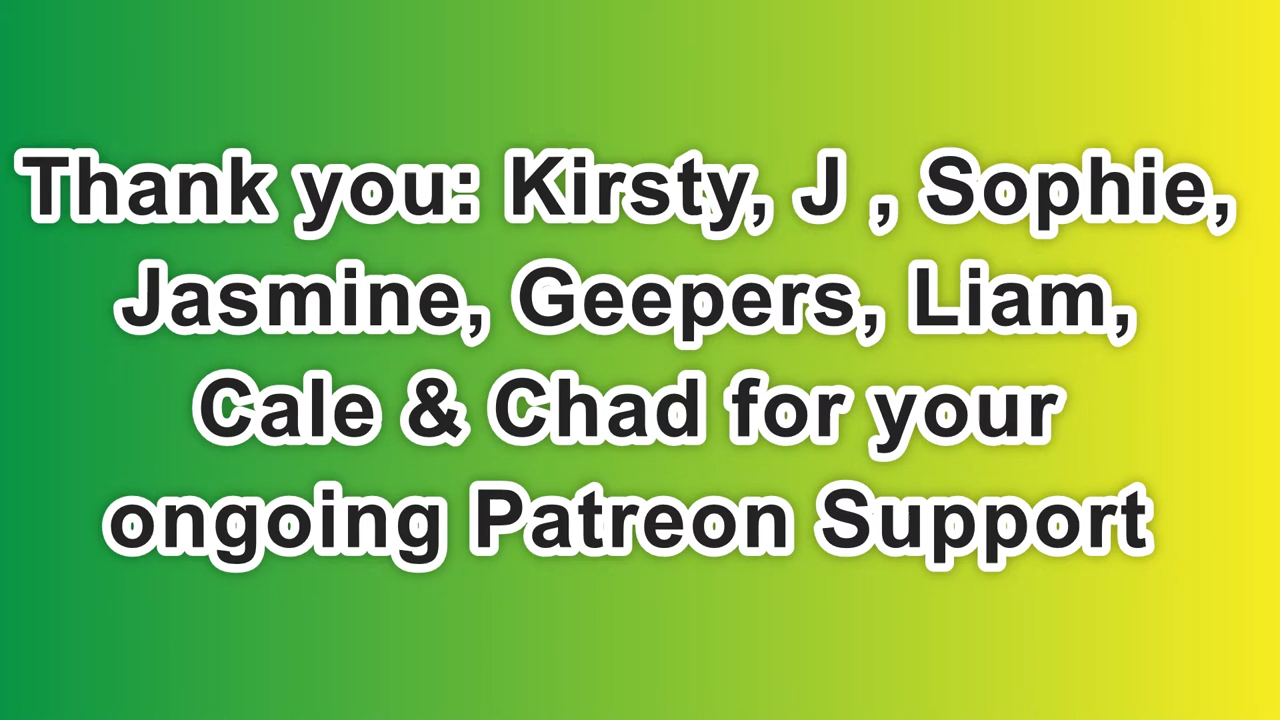 Thank you: Kirsty, J , Sophie,
Jasmine, Geepers, Liam,
Cale & Chad for your
ongoing Patreon Support